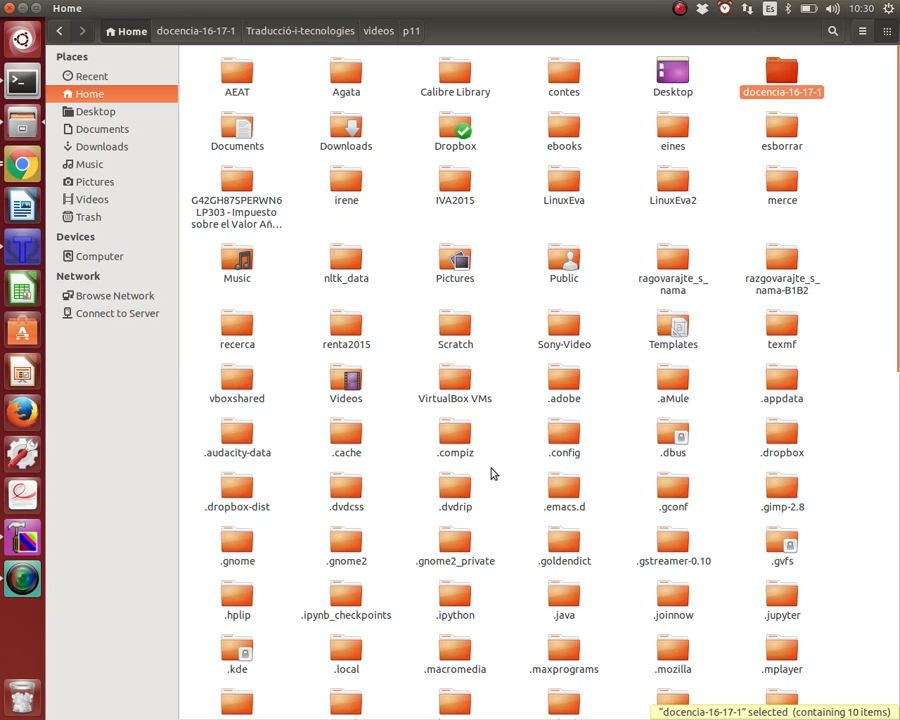 Home
Es
10:30
Home
docencia-16-17-1
Traducció-i-tecnologies
videos
p11
Places
Recent
Home
Desktop
Documents
Downloads
Music
Pictures
Videos
Trash
Devices
Computer
Network
Browse Network
Connect to Server
AEAT
Agata
Calibre Library
contes
Desktop
docencia-16-17-1
Documents
Downloads
Dropbox
ebooks
eines
esborrar
G42GH87SPERWN6
LP303 - Impuesto
sobre el Valor Añ...
irene
IVA2015
LinuxEva
LinuxEva2
merce
Music
nltk_data
Pictures
Public
ragovarajte_s_
nama
razgovarajte_s_
nama-B1B2
recerca
renta2015
Scratch
Sony-Video
Templates
texmf
vboxshared
Videos
VirtualBox VMs
.adobe
.aMule
.appdata
.audacity-data
.cache
.compiz
.config
.dbus
.dropbox
.dropbox-dist
.dvdcss
.dvdrip
.emacs.d
.gconf
.gimp-2.8
.gnome
.gnome2
.gnome2_private
.goldendict
.gstreamer-0.10
.gvfs
.hplip
.ipynb_checkpoints
.ipython
.java
.joinnow
.jupyter
.kde
.local
.macromedia
.maxprograms
.mozilla
.mplayer
"docencia-16-17-1" selected (containing 10 items)